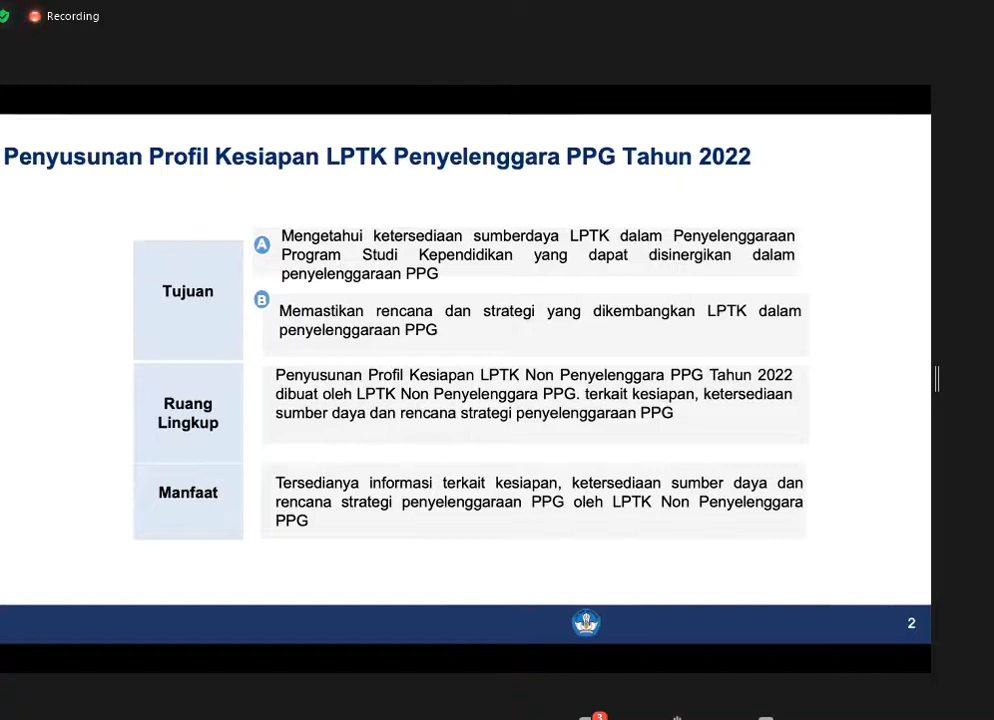 Recording
Penyusunan Profil Kesiapan LPTK Penyelenggara PPG Tahun 2022
Tujuan
A
Mengetahui ketersediaan sumberdaya LPTK dalam Penyelenggaraan
Program Studi Kependidikan yang dapat disinergikan dalam
penyelenggaraan PPG
B
Memastikan rencana dan strategi yang dikembangkan LPTK dalam
penyelenggaraan PPG
Ruang
Lingkup
Penyusunan Profil Kesiapan LPTK Non Penyelenggara PPG Tahun 2022
dibuat oleh LPTK Non Penyelenggara PPG. terkait kesiapan, ketersediaan
sumber daya dan rencana strategi penyelenggaraan PPG
Manfaat
Tersedianya informasi terkait kesiapan, ketersediaan sumber daya dan
rencana strategi penyelenggaraan PPG oleh LPTK Non Penyelenggara
PPG
2
3